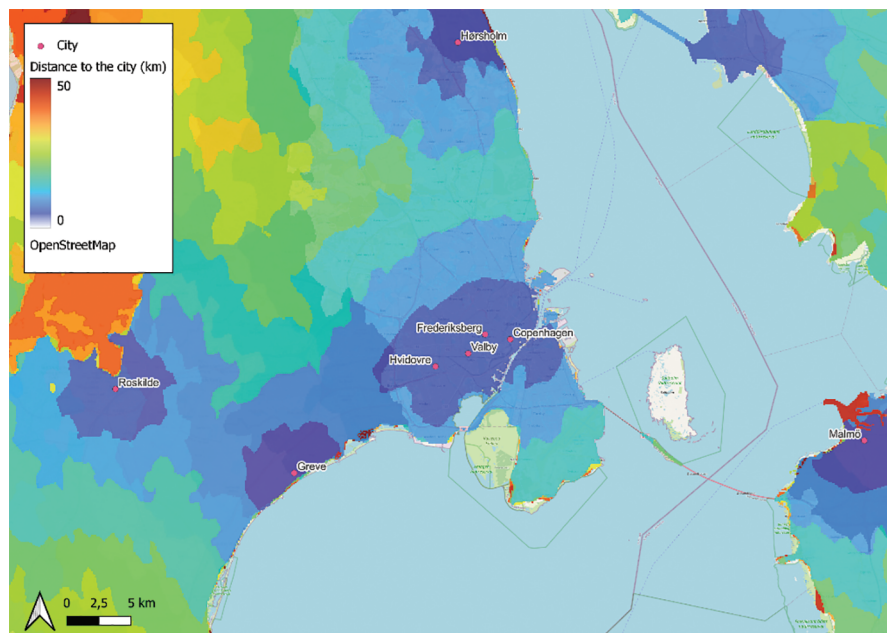 City
Distance to the city (km)
50
0
OpenStreetMap
Hørsholm
Frederiksberg
Copenhagen
Valby
Hvidovre
Roskilde
Greve
Malmö
0 2,5 5 km